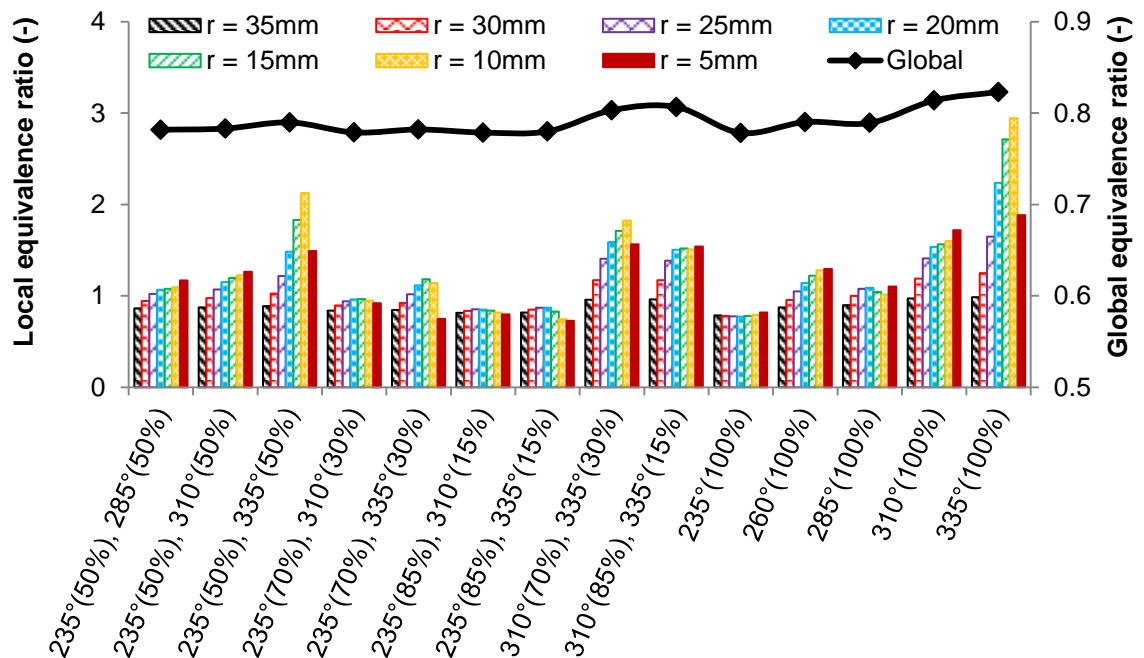 r = 35mm
r = 30mm
r = 25mm
r = 20mm
r = 15mm
r = 10mm
r = 5mm
Global
Local equivalence ratio (-)
4
3
2
1
0
Global equivalence ratio (-)
0.9
0.8
0.7
0.6
0.5
235°(50%), 285°(50%)
235°(50%), 310°(50%)
235°(50%), 335°(50%)
235°(70%), 310°(30%)
235°(70%), 335°(30%)
235°(85%), 310°(15%)
235°(85%), 335°(15%)
310°(70%), 335°(30%)
310°(85%), 335°(15%)
235°(100%)
260°(100%)
285°(100%)
310°(100%)
335°(100%)